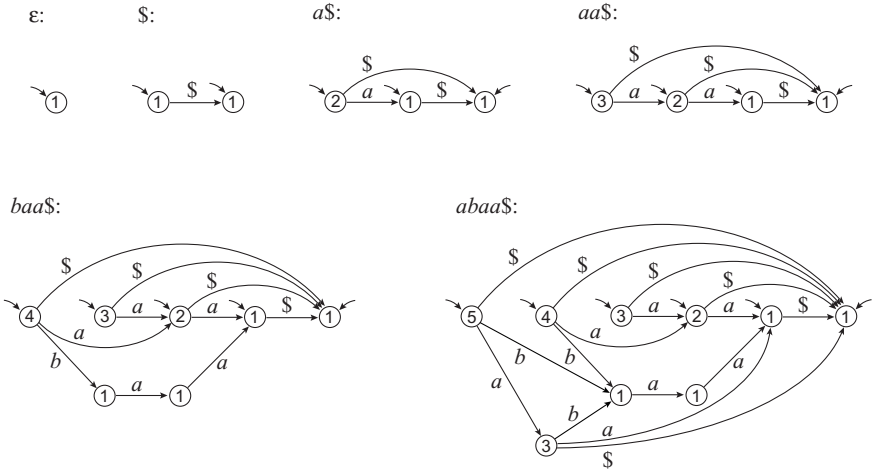 ε: $: a$: aa$:
$ $ $
$ a $ a a $
1 1 1 2 1 1 3 2 1 1
baa$: abaa$:
$ $ $ $ $ $ $
a a $ a a $
4 3 2 1 1 5 4 3 2 1 1
a a
b a b b a
a a a
1 1 1 1
b a
3
$